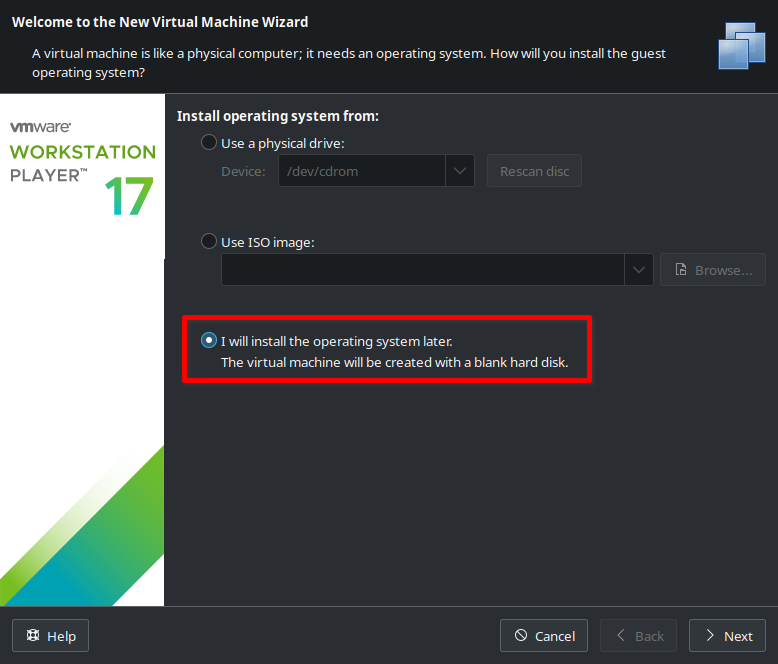 Welcome to the New Virtual Machine Wizard
A virtual machine is like a physical computer; it needs an operating system. How will you install the guest
operating system?
vmware
WORKSTATION
PLAYER™
17
Install operating system from:
Use a physical drive:
Device: /dev/cdrom Rescan disc
Use ISO image:
Browse...
I will install the operating system later.
The virtual machine will be created with a blank hard disk.
Help Cancel Back Next